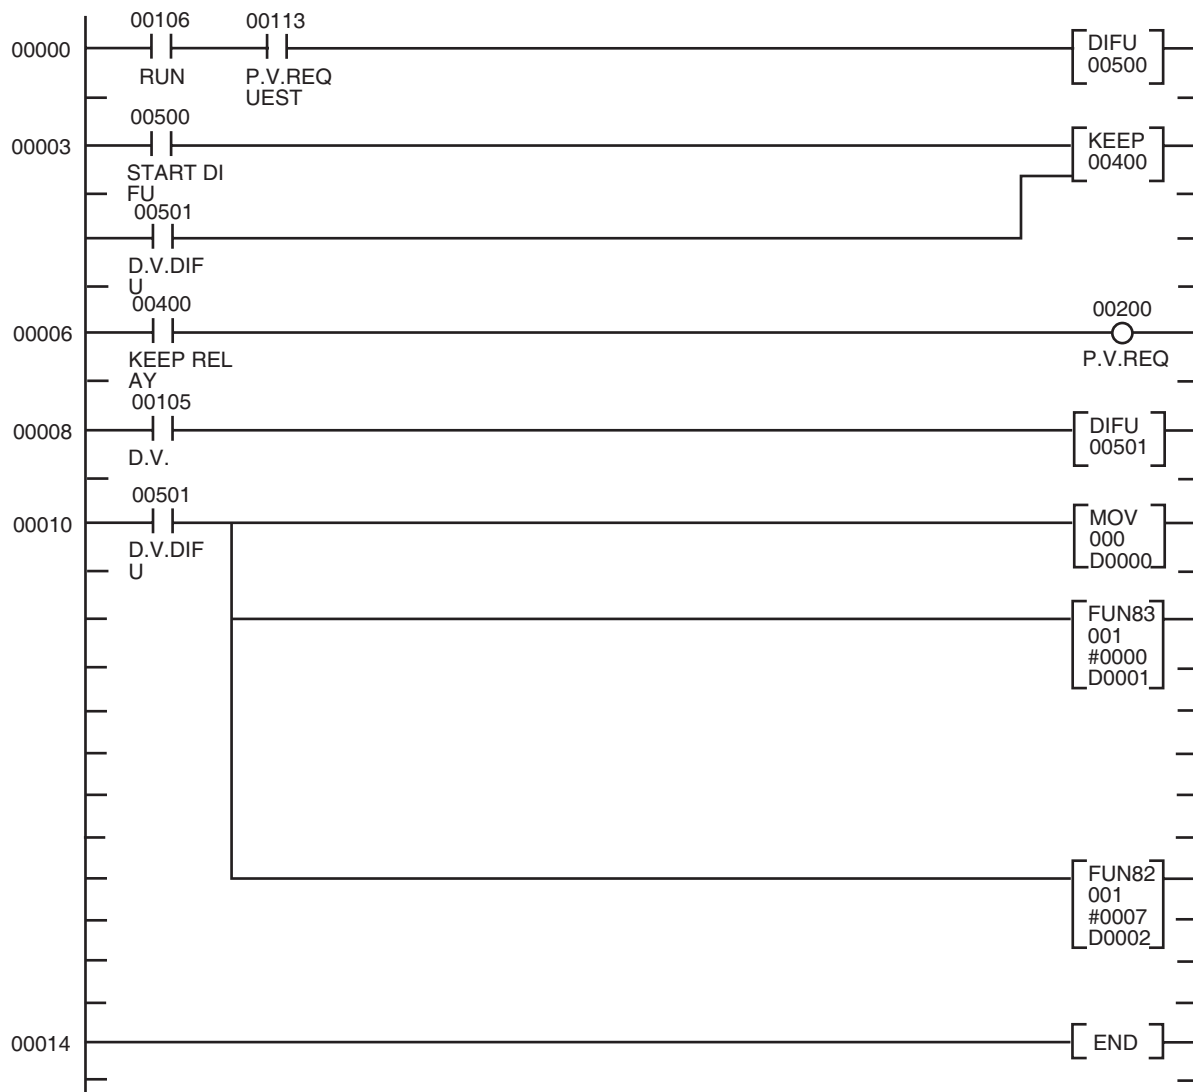 00106 00113
00000 DIFU
00500
RUN P.V.REQ
UEST
00500
00003 KEEP
00400
START DI
FU
00501
D.V.DIF
U
00400 00200
00006
KEEP REL P.V.REQ
AY
00105
00008 DIFU
00501
D.V.
00501
00010 MOV
000
D0000
D.V.DIF
U
FUN83
001
#0000
D0001
FUN82
001
#0007
D0002
00014 END